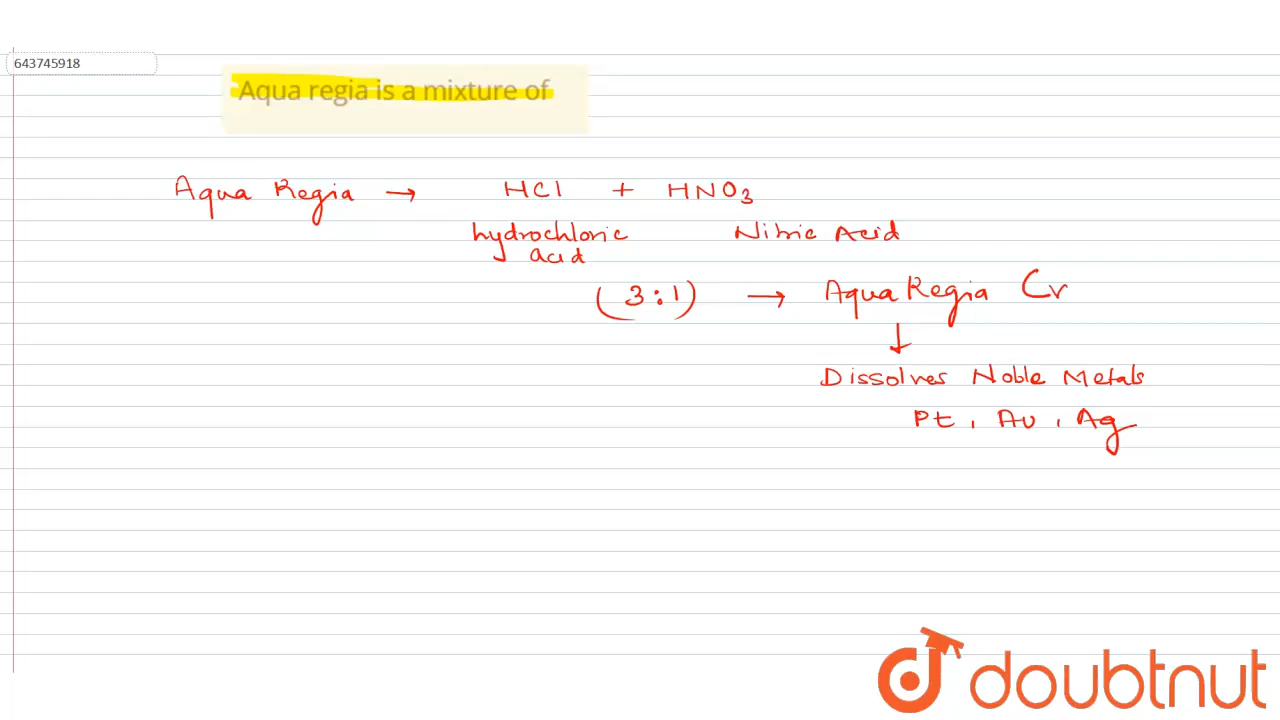 643745918
Aqua regia is a mixture of
Aqua Regia → HCl + HNO3
hydrochloric Nitric Acid
acid
(3:1) → Aqua Regia Cr
↓
Dissolves Noble Metals
Pt, Au, Ag
doubtnut